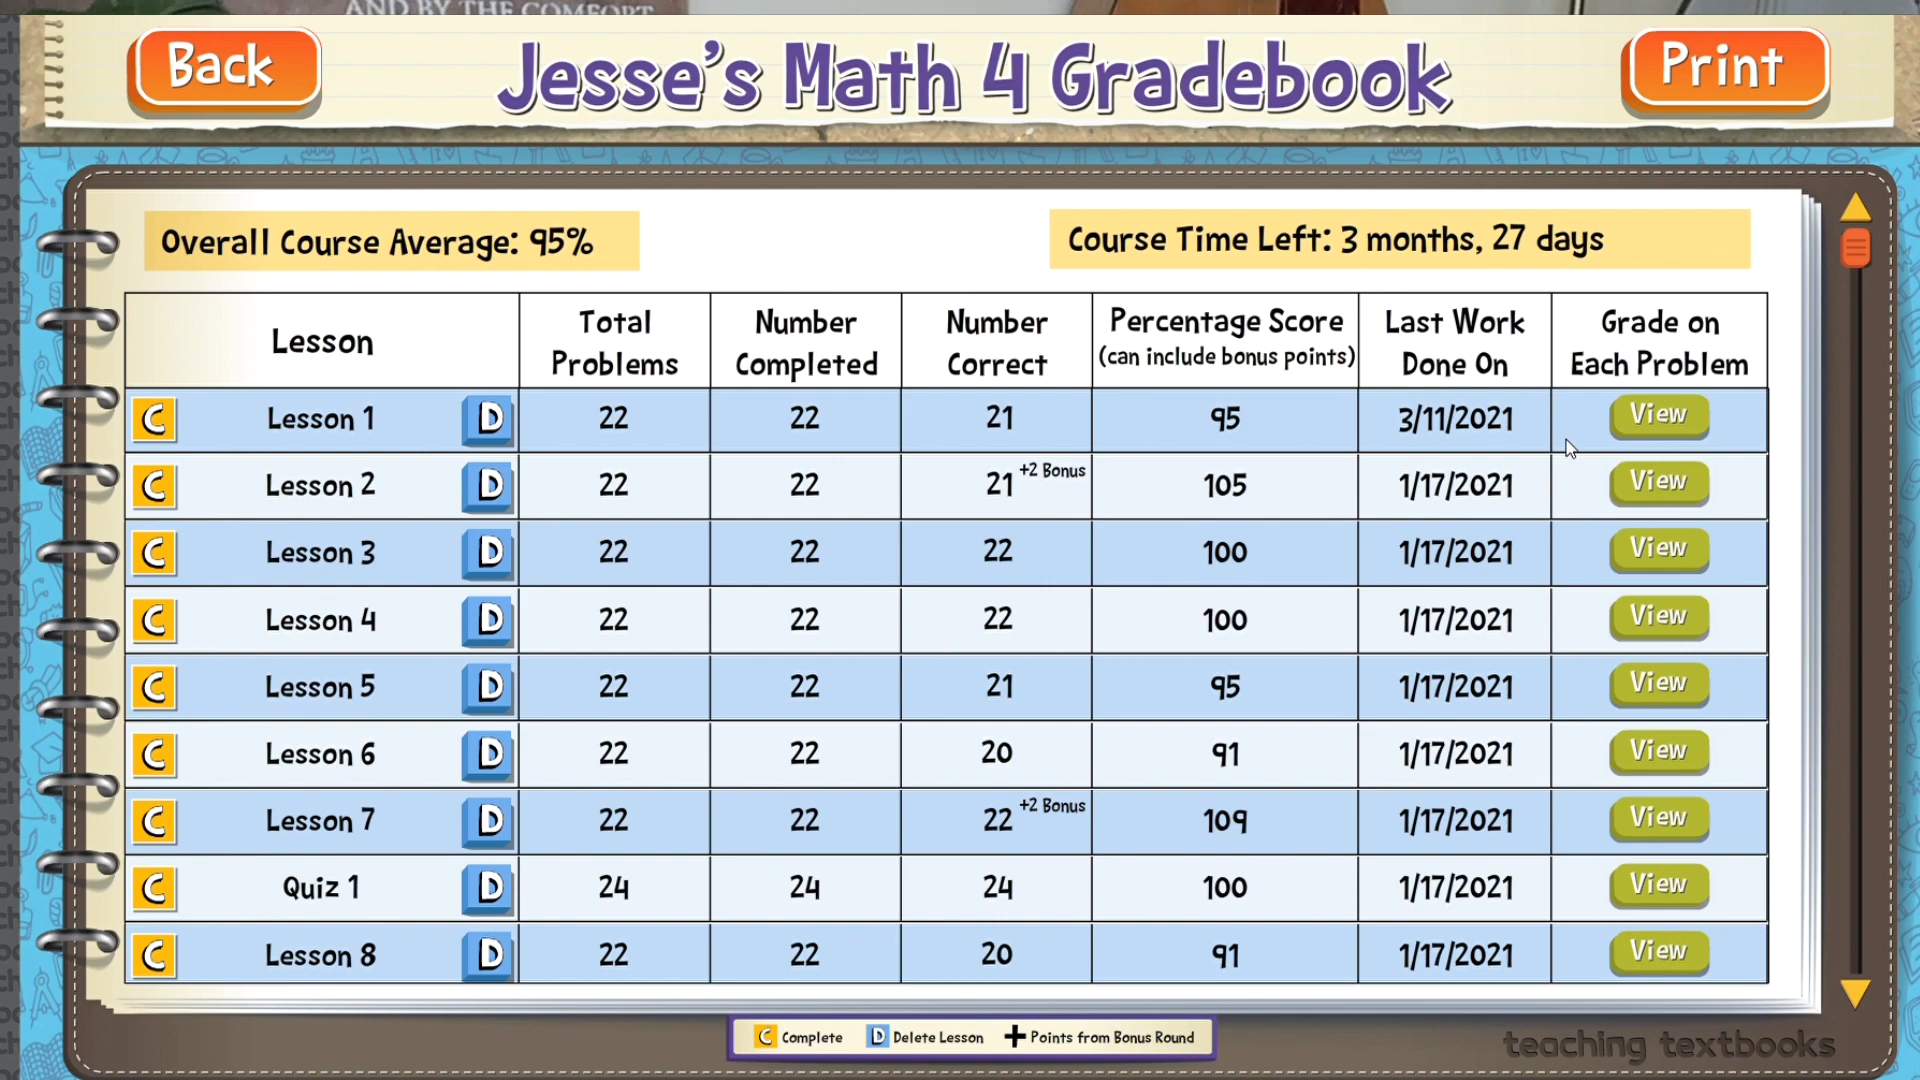 AND BY THE COMFORT
Back
Jesse's Math 4 Gradebook
Print
Overall Course Average: 95%
Course Time Left: 3 months, 27 days
Lesson Total Problems Number Completed Number Correct Percentage Score (can include bonus points) Last Work Done On Grade on Each Problem
C Lesson 1 D 22 22 21 95 3/11/2021 View
C Lesson 2 D 22 22 21 +2 Bonus 105 1/17/2021 View
C Lesson 3 D 22 22 22 100 1/17/2021 View
C Lesson 4 D 22 22 22 100 1/17/2021 View
C Lesson 5 D 22 22 21 95 1/17/2021 View
C Lesson 6 D 22 22 20 91 1/17/2021 View
C Lesson 7 D 22 22 22 +2 Bonus 109 1/17/2021 View
C Quiz 1 D 24 24 24 100 1/17/2021 View
C Lesson 8 D 22 22 20 91 1/17/2021 View
C Complete D Delete Lesson + Points from Bonus Round
teaching textbooks